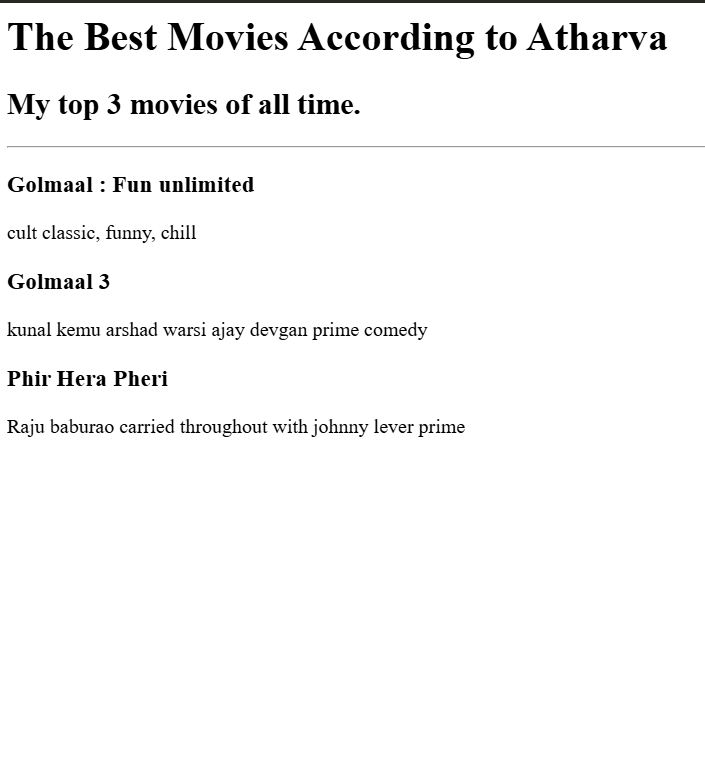 The Best Movies According to Atharva
My top 3 movies of all time.
Golmaal : Fun unlimited
cult classic, funny, chill
Golmaal 3
kunal kemu arshad warsi ajay devgan prime comedy
Phir Hera Pheri
Raju baburao carried throughout with johnny lever prime